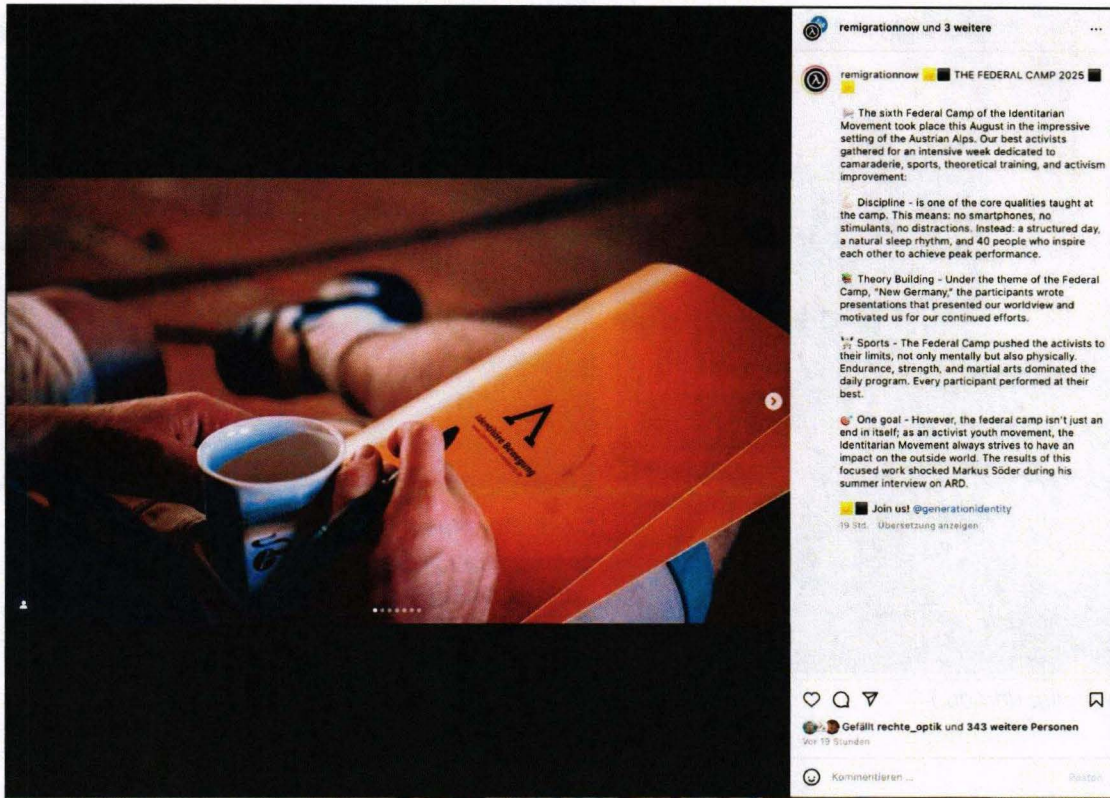 remigrationnow und 3 weitere
remigrationnow THE FEDERAL CAMP 2025
The sixth Federal Camp of the Identitarian
Movement took place this August in the impressive
setting of the Austrian Alps. Our best activists
gathered for an intensive week dedicated to
camaraderie, sports, theoretical training, and activism
improvement:
Discipline - is one of the core qualities taught at
the camp. This means: no smartphones, no
stimulants, no distractions. Instead: a structured day,
a natural sleep rhythm, and 40 people who inspire
each other to achieve peak performance.
Theory Building - Under the theme of the Federal
Camp, "New Germany," the participants wrote
presentations that presented our worldview and
motivated us for our continued efforts.
Sports - The Federal Camp pushed the activists to
their limits, not only mentally but also physically.
Endurance, strength, and martial arts dominated the
daily program. Every participant performed at their
best.
One goal - However, the federal camp isn't just an
end in itself; as an activist youth movement, the
Identitarian Movement always strives to have an
impact on the outside world. The results of this
focused work shocked Markus Söder during his
summer interview on ARD.
Join us! @generationidentity
19 Std. Übersetzung anzeigen
Identitäre Bewegung
Gefällt rechte_optik und 343 weitere Personen
Vor 19 Stunden
Kommentieren ...
Posten